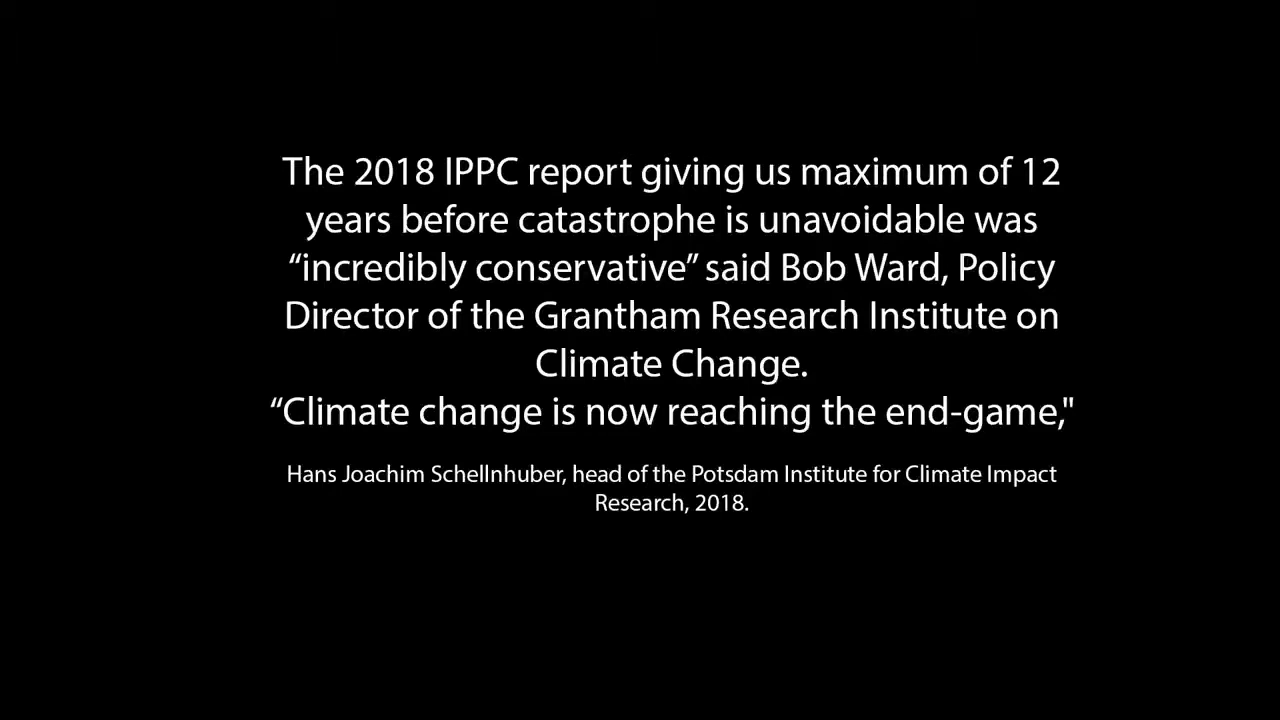 The 2018 IPPC report giving us maximum of 12
years before catastrophe is unavoidable was
“incredibly conservative” said Bob Ward, Policy
Director of the Grantham Research Institute on
Climate Change.
“Climate change is now reaching the end-game,"
Hans Joachim Schellnhuber, head of the Potsdam Institute for Climate Impact
Research, 2018.